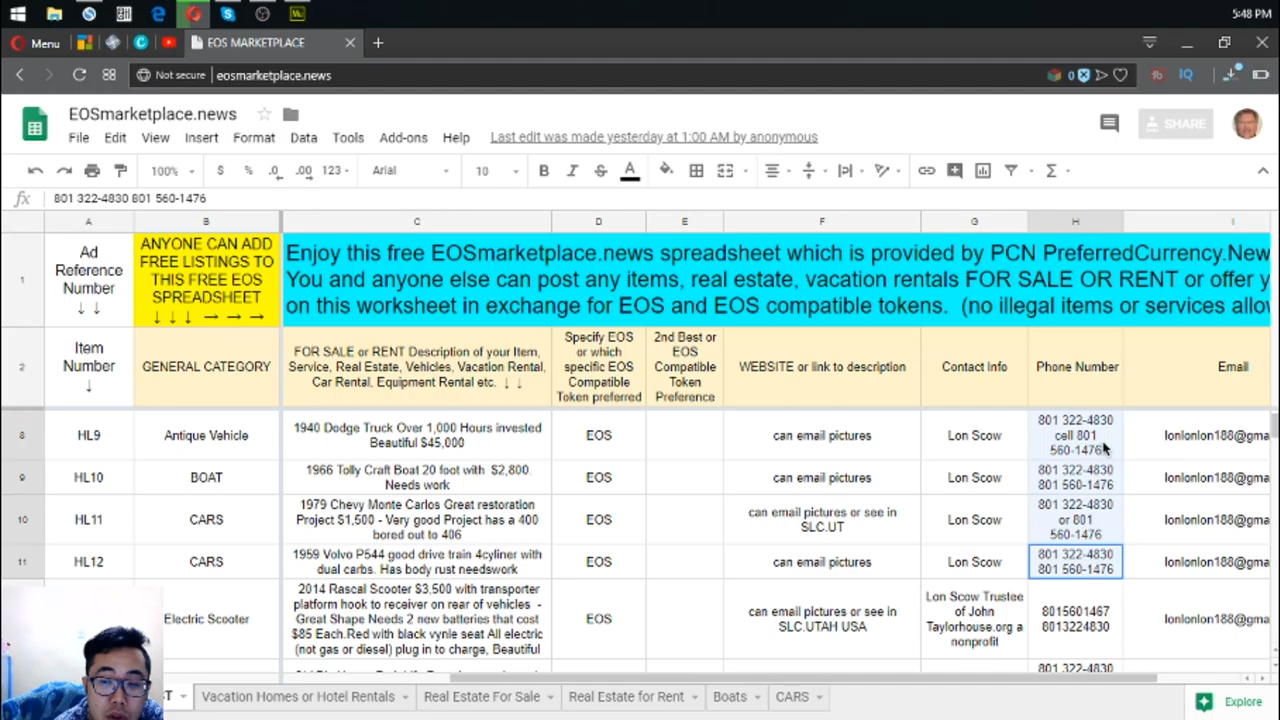 5:48 PM
Menu
EOS MARKETPLACE
Not secure
eosmarketplace.news
0
IQ
EOSmarketplace.news
SHARE
File Edit View Insert Format Data Tools Add-ons Help
Last edit was made yesterday at 1:00 AM by anonymous
100% $ % .0 .00 123 Arial 10 B I S A
fx 801 322-4830 801 560-1476
A B C D E F G H I
1
Ad
Reference
Number
↓ ↓
ANYONE CAN ADD
FREE LISTINGS TO
THIS FREE EOS
SPREADSHEET
↓ ↓ ↓ → → →
Enjoy this free EOSmarketplace.news spreadsheet which is provided by PCN PreferredCurrency.New
You and anyone else can post any items, real estate, vacation rentals FOR SALE OR RENT or offer y
on this worksheet in exchange for EOS and EOS compatible tokens. (no illegal items or services allow
2
Item
Number
↓
GENERAL CATEGORY
FOR SALE or RENT Description of your Item,
Service, Real Estate, Vehicles, Vacation Rental,
Car Rental, Equipment Rental etc. ↓ ↓
Specify EOS
or which
specific EOS
Compatible
Token preferred
2nd Best or
EOS
Compatible
Token
Preference
WEBSITE or link to description
Contact Info
Phone Number
Email
8
HL9
Antique Vehicle
1940 Dodge Truck Over 1,000 Hours invested
Beautiful $45,000
EOS
can email pictures
Lon Scow
801 322-4830
cell 801
560-1476
lonlonlon188@gma
9
HL10
BOAT
1966 Tolly Craft Boat 20 foot with $2,800
Needs work
EOS
can email pictures
Lon Scow
801 322-4830
801 560-1476
lonlonlon188@gma
10
HL11
CARS
1979 Chevy Monte Carlos Great restoration
Project $1,500 - Very good Project has a 400
bored out to 406
EOS
can email pictures or see in
SLC.UT
Lon Scow
801 322-4830
or 801
560-1476
lonlonlon188@gma
11
HL12
CARS
1959 Volvo P544 good drive train 4cyliner with
dual carbs. Has body rust needswork
EOS
can email pictures
Lon Scow
801 322-4830
801 560-1476
lonlonlon188@gma
Electric Scooter
2014 Rascal Scooter $3,500 with transporter
platform hook to receiver on rear of vehicles -
Great Shape Needs 2 new batteries that cost
$85 Each.Red with black vynle seat All electric
(not gas or diesel) plug in to charge, Beautiful
EOS
can email pictures or see in
SLC.UTAH USA
Lon Scow Trustee
of John
Taylorhouse.org a
nonprofit
8015601467
8013224830
lonlonlon188@gma
801 322-4830
T Vacation Homes or Hotel Rentals Real Estate For Sale Real Estate for Rent Boats CARS
Explore